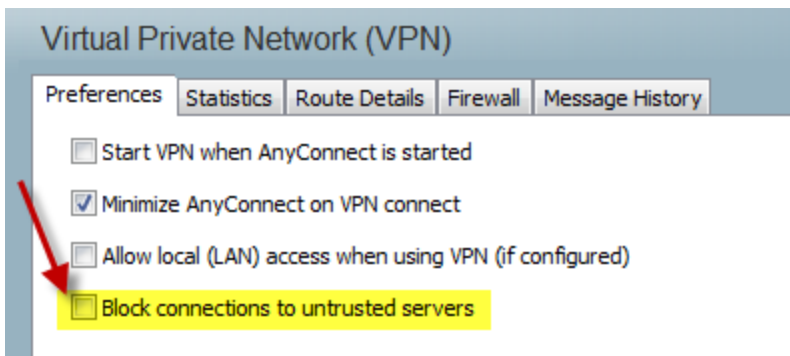 Virtual Private Network (VPN)
Preferences Statistics Route Details Firewall Message History
Start VPN when AnyConnect is started
Minimize AnyConnect on VPN connect
Allow local (LAN) access when using VPN (if configured)
Block connections to untrusted servers